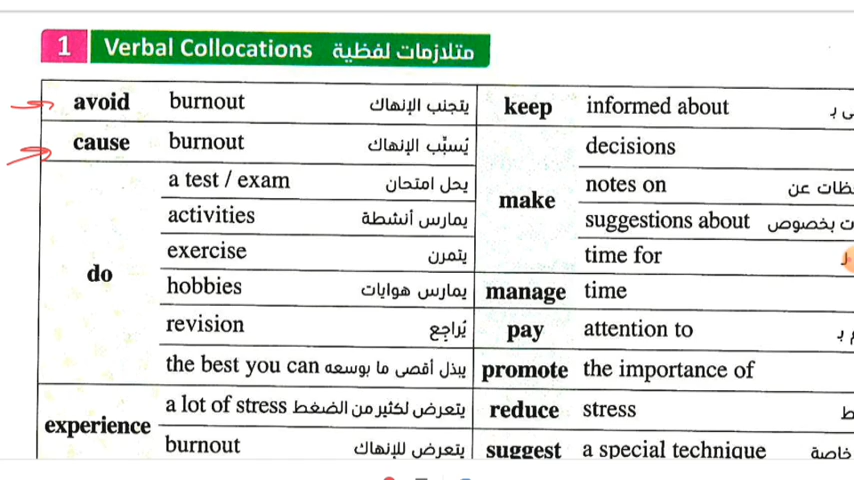 1 Verbal Collocations متلازمات لفظية
avoid burnout يتجنب الإنهاك
cause burnout يُسبِّب الإنهاك
do
a test / exam يحل امتحان
activities يمارس أنشطة
exercise يتمرن
hobbies يمارس هوايات
revision يُراجع
the best you can يبذل أقصى ما بوسعه
experience
a lot of stress يتعرض لكثير من الضغط
burnout يتعرض للإنهاك
keep informed about
make
decisions
notes on عن
suggestions about بخصوص
time for
manage time
pay attention to
promote the importance of
reduce stress
suggest a special technique خاصة